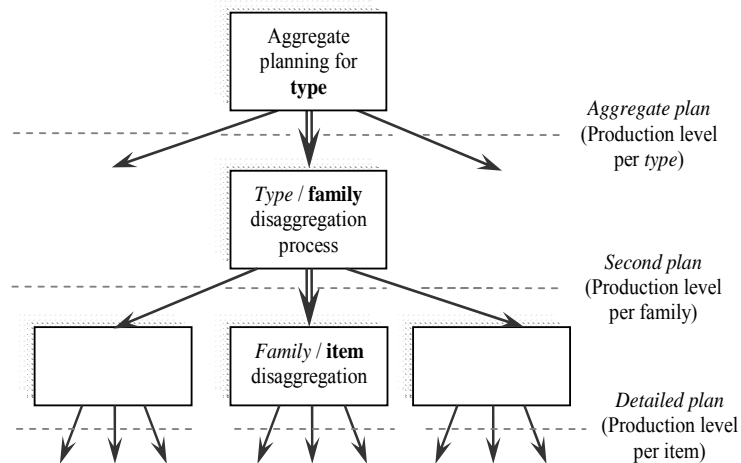 Aggregate
planning for
type
Aggregate plan
(Production level
per type)
Type / family
disaggregation
process
Second plan
(Production level
per family)
Family / item
disaggregation
Detailed plan
(Production level
per item)